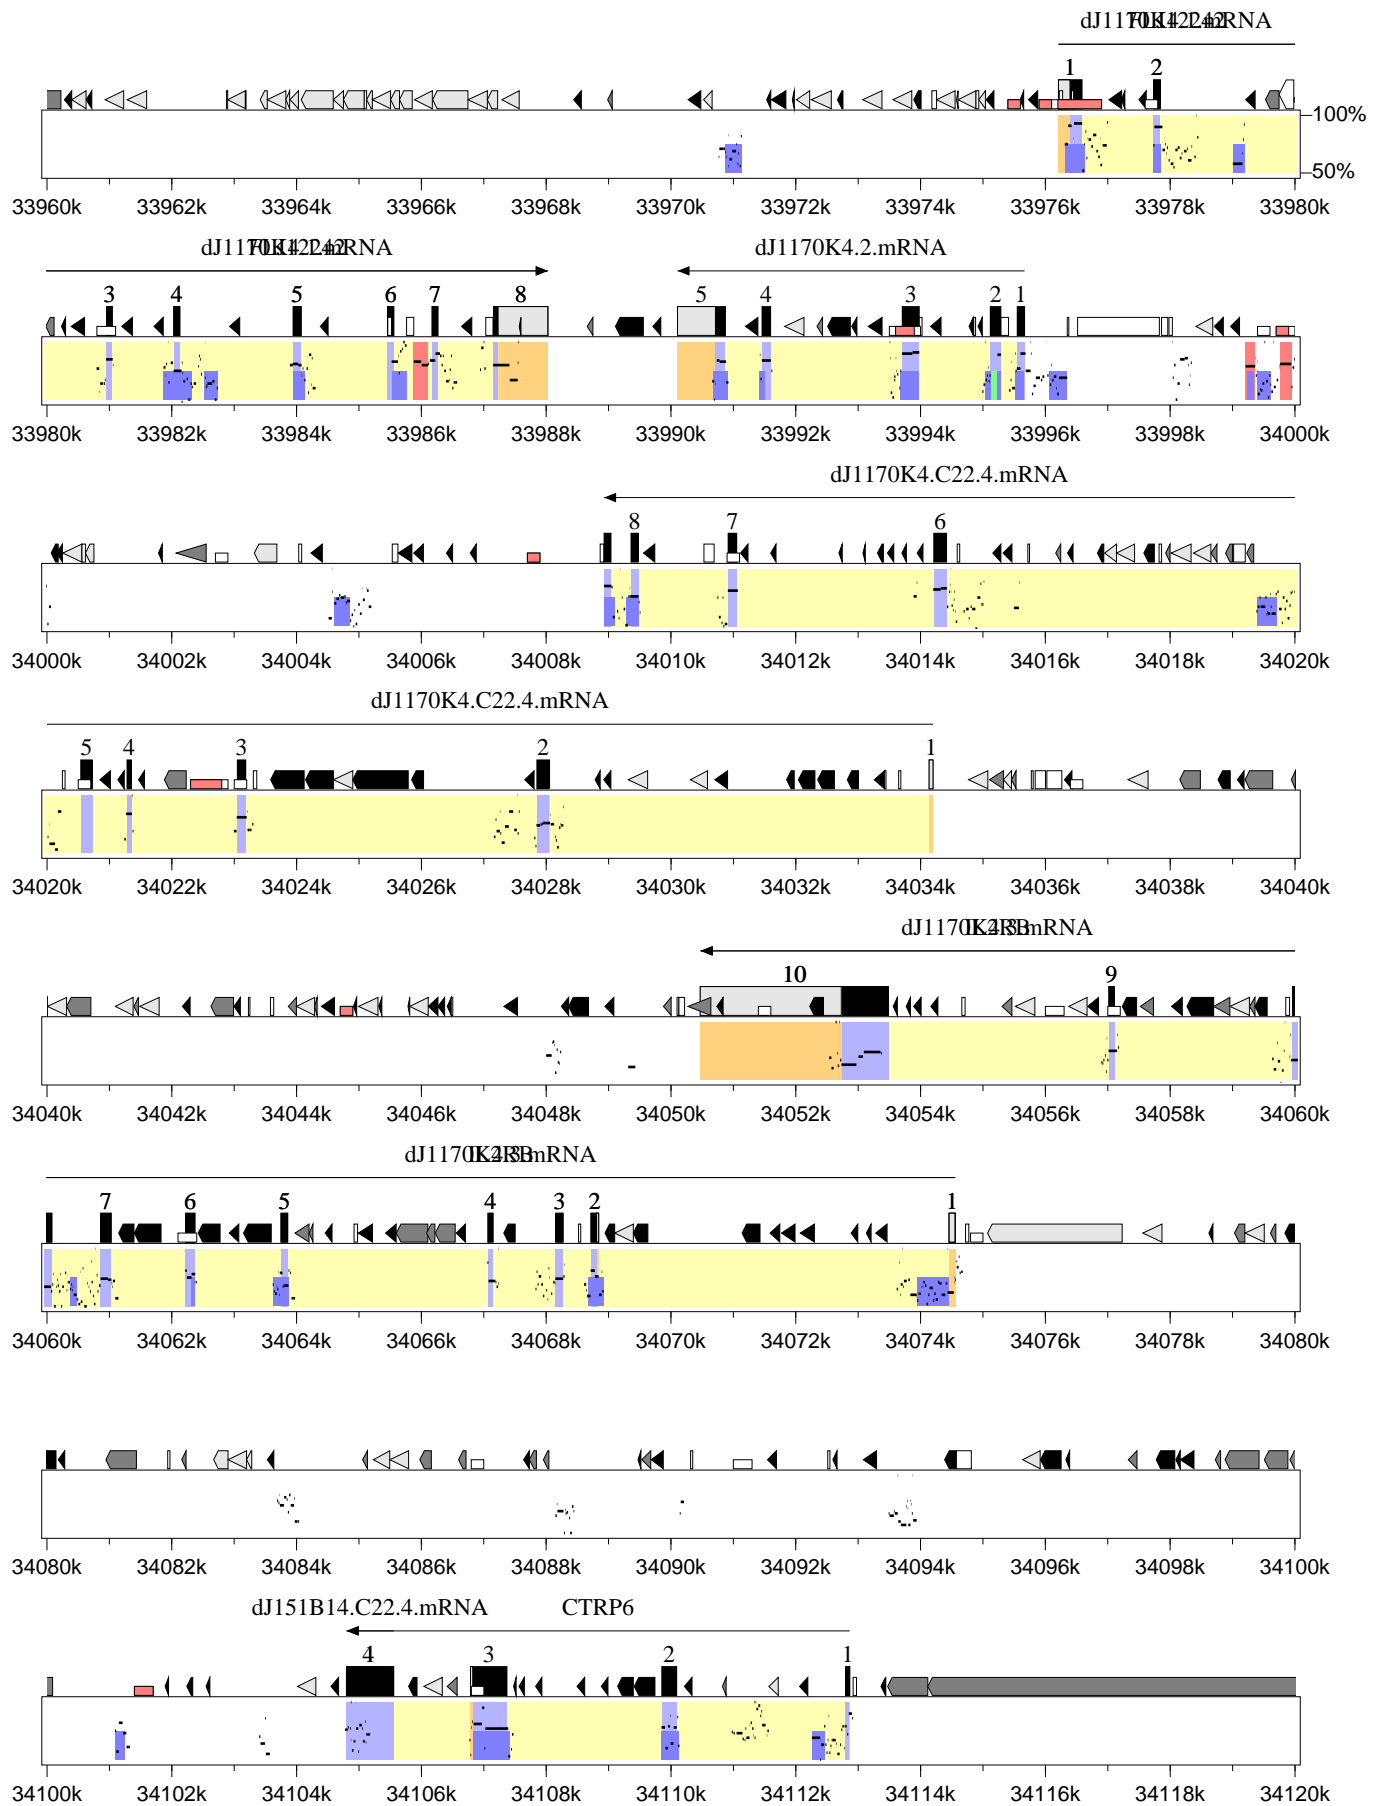 1 2
100%
50%
33960k 33962k 33964k 33966k 33968k 33970k 33972k 33974k 33976k 33978k 33980k
dJ1170K4.2.mRNA
3 4 5 6 7 8 5 4 3 2 1
33980k 33982k 33984k 33986k 33988k 33990k 33992k 33994k 33996k 33998k 34000k
dJ1170K4.C22.4.mRNA
8 7 6
34000k 34002k 34004k 34006k 34008k 34010k 34012k 34014k 34016k 34018k 34020k
dJ1170K4.C22.4.mRNA
5 4 3 2 1
34020k 34022k 34024k 34026k 34028k 34030k 34032k 34034k 34036k 34038k 34040k
10 9
34040k 34042k 34044k 34046k 34048k 34050k 34052k 34054k 34056k 34058k 34060k
7 6 5 4 3 2 1
34060k 34062k 34064k 34066k 34068k 34070k 34072k 34074k 34076k 34078k 34080k
34080k 34082k 34084k 34086k 34088k 34090k 34092k 34094k 34096k 34098k 34100k
dJ151B14.C22.4.mRNA CTRP6
4 3 2 1
34100k 34102k 34104k 34106k 34108k 34110k 34112k 34114k 34116k 34118k 34120k